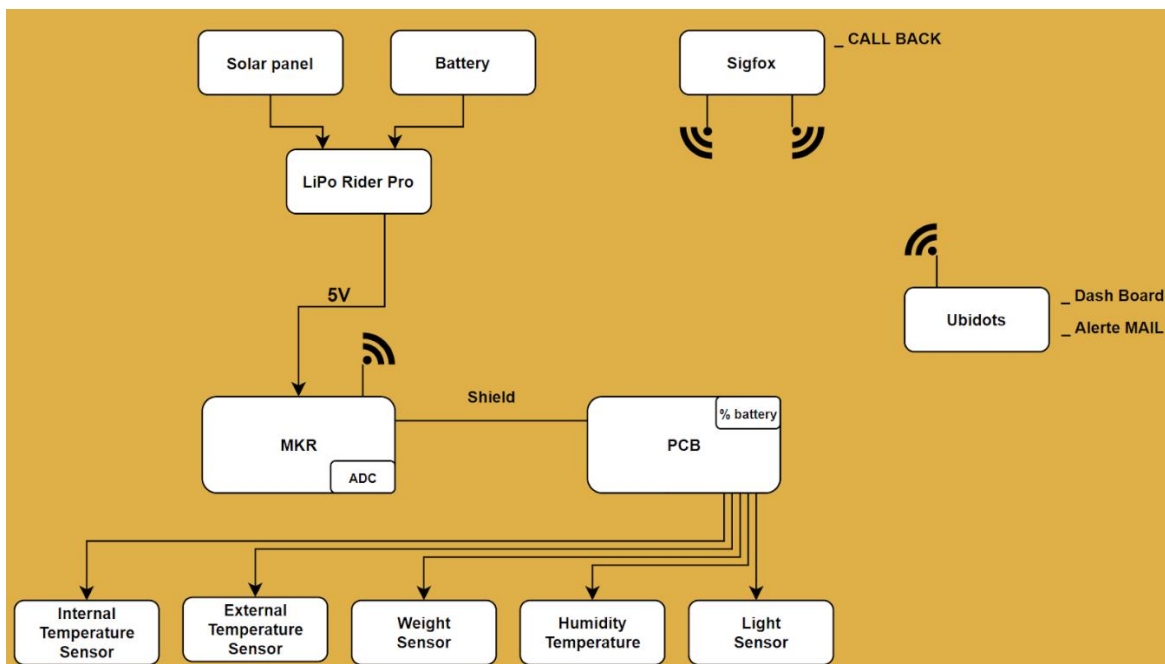 Solar panel
Battery
Sigfox
_ CALL BACK
LiPo Rider Pro
5V
Ubidots
_ Dash Board
_ Alerte MAIL
MKR
ADC
Shield
PCB
% battery
Internal
Temperature
Sensor
External
Temperature
Sensor
Weight
Sensor
Humidity
Temperature
Light
Sensor